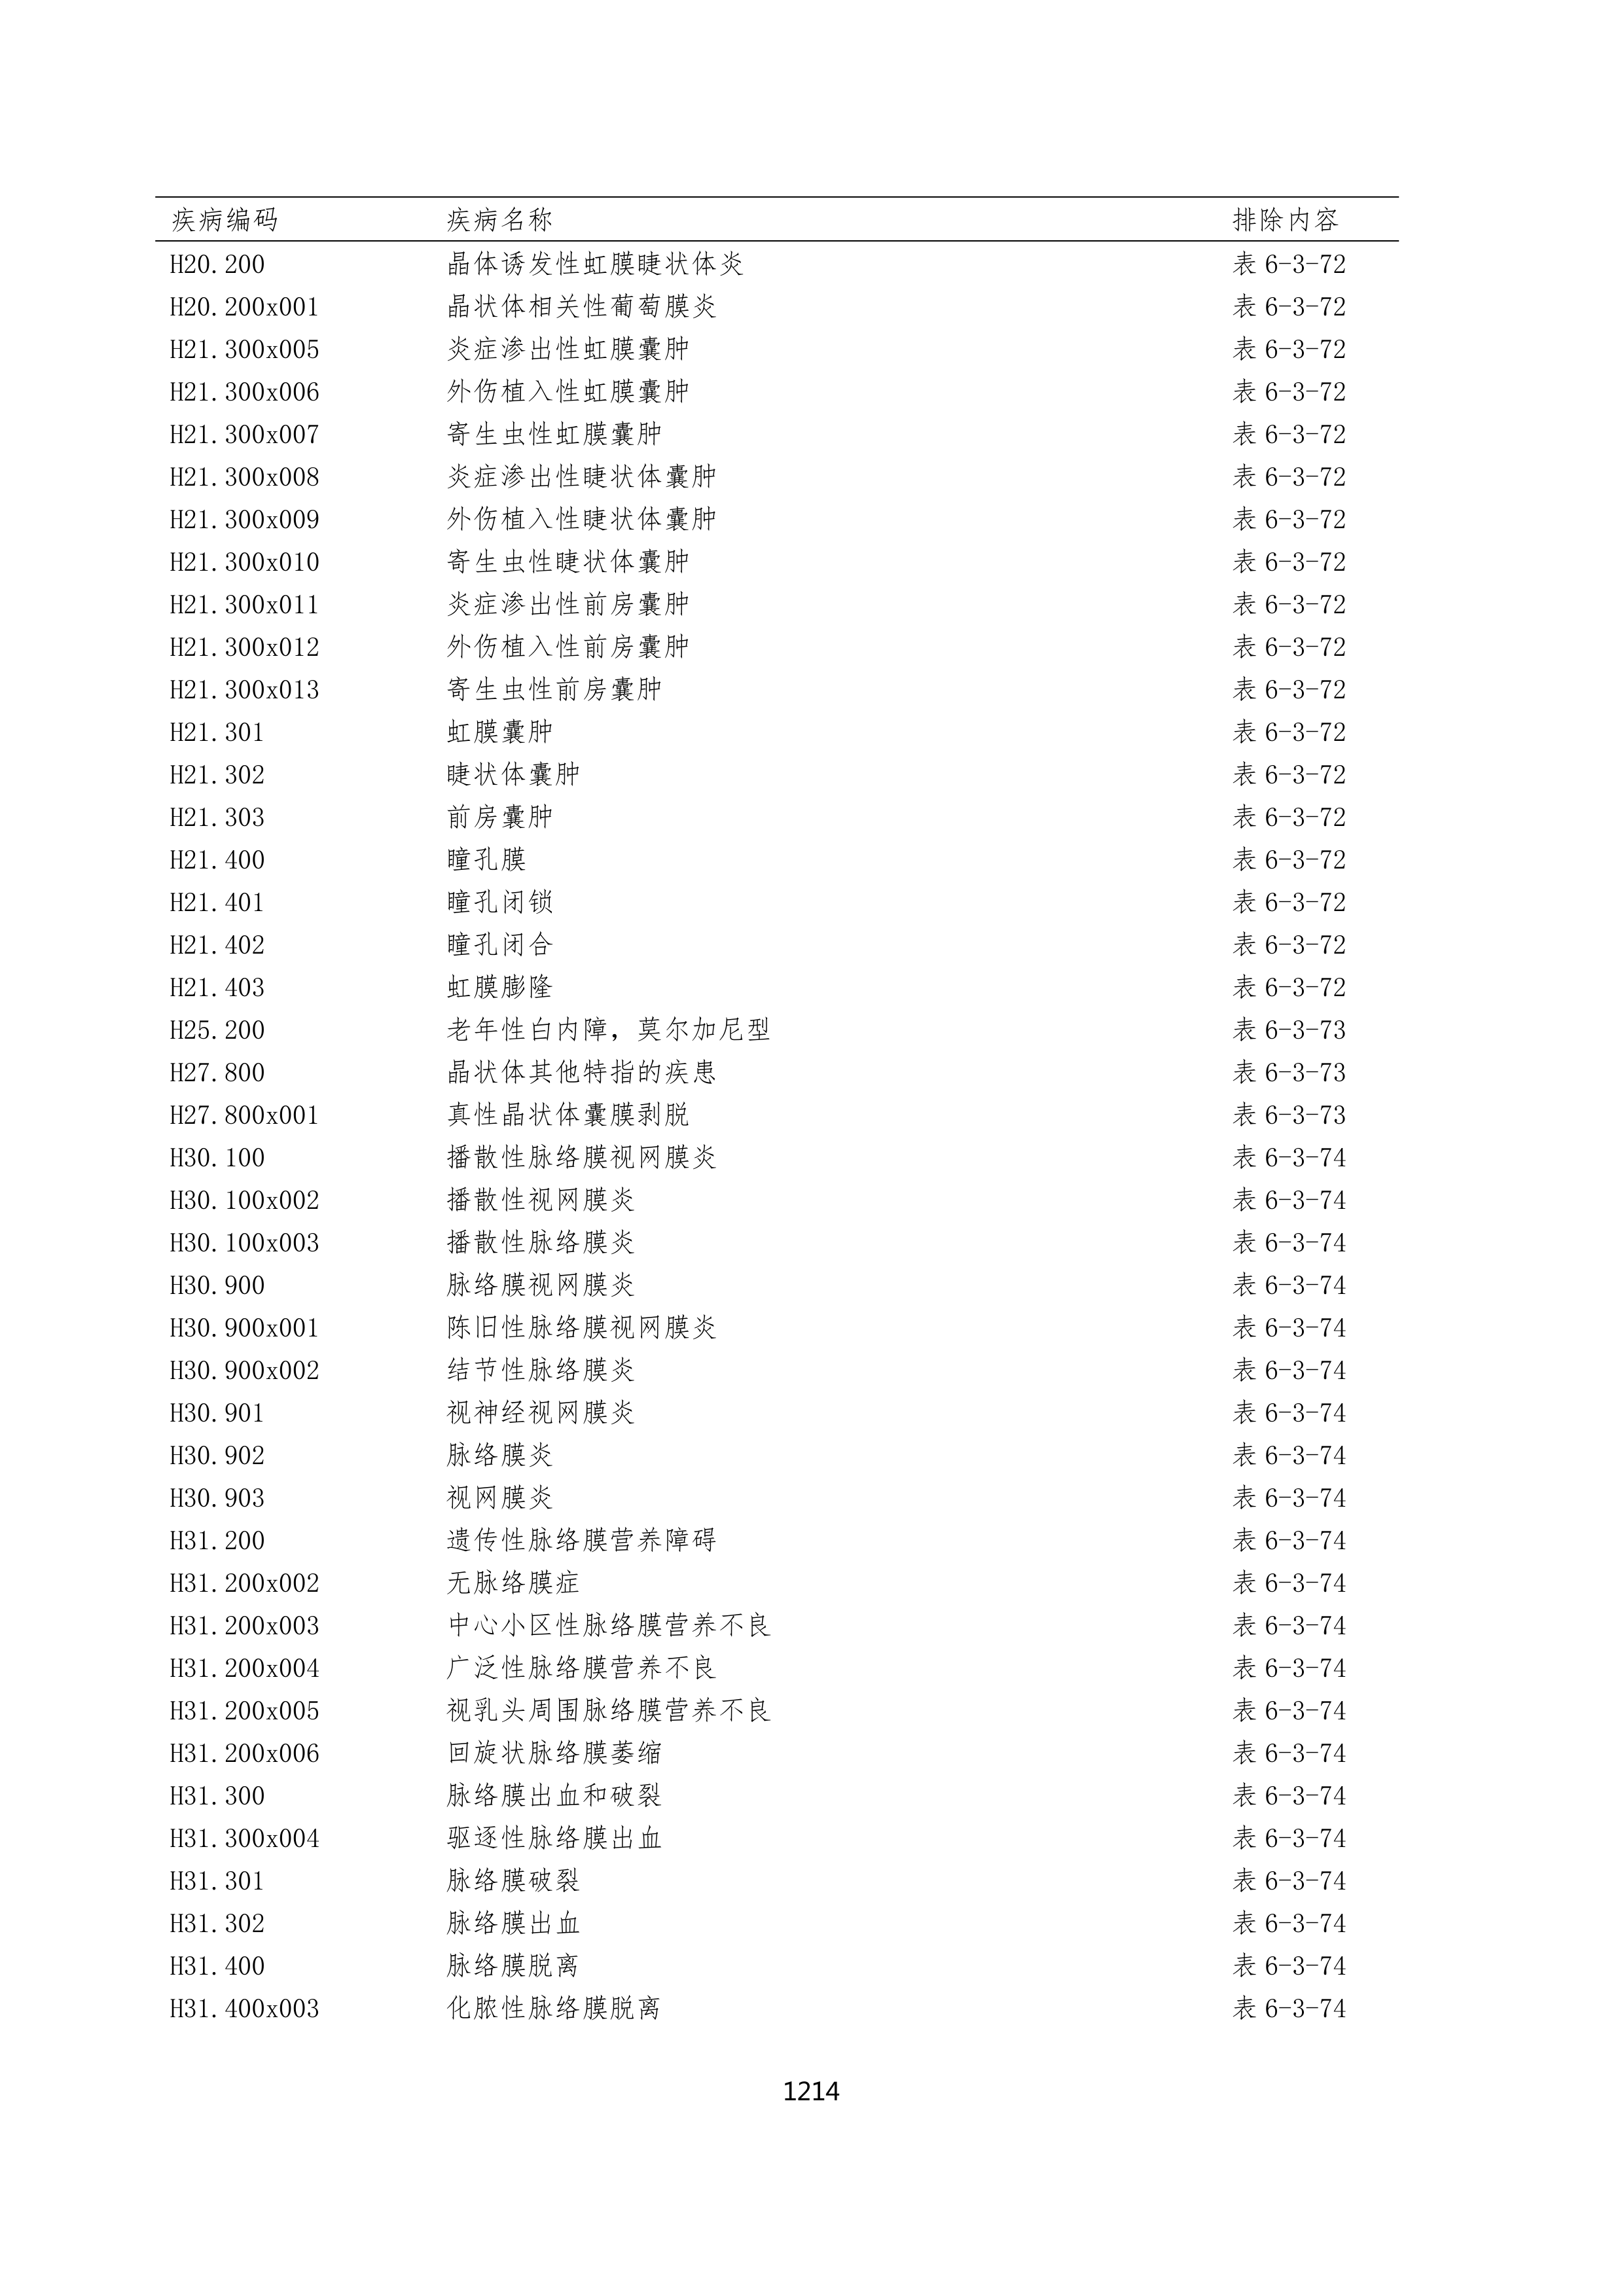 疾病编码 疾病名称 排除内容
H20.200 晶体诱发性虹膜睫状体炎 表 6-3-72
H20.200x001 晶状体相关性葡萄膜炎 表 6-3-72
H21.300x005 炎症渗出性虹膜囊肿 表 6-3-72
H21.300x006 外伤植入性虹膜囊肿 表 6-3-72
H21.300x007 寄生虫性虹膜囊肿 表 6-3-72
H21.300x008 炎症渗出性睫状体囊肿 表 6-3-72
H21.300x009 外伤植入性睫状体囊肿 表 6-3-72
H21.300x010 寄生虫性睫状体囊肿 表 6-3-72
H21.300x011 炎症渗出性前房囊肿 表 6-3-72
H21.300x012 外伤植入性前房囊肿 表 6-3-72
H21.300x013 寄生虫性前房囊肿 表 6-3-72
H21.301 虹膜囊肿 表 6-3-72
H21.302 睫状体囊肿 表 6-3-72
H21.303 前房囊肿 表 6-3-72
H21.400 瞳孔膜 表 6-3-72
H21.401 瞳孔闭锁 表 6-3-72
H21.402 瞳孔闭合 表 6-3-72
H21.403 虹膜膨隆 表 6-3-72
H25.200 老年性白内障，莫尔加尼型 表 6-3-73
H27.800 晶状体其他特指的疾患 表 6-3-73
H27.800x001 真性晶状体囊膜剥脱 表 6-3-73
H30.100 播散性脉络膜视网膜炎 表 6-3-74
H30.100x002 播散性视网膜炎 表 6-3-74
H30.100x003 播散性脉络膜炎 表 6-3-74
H30.900 脉络膜视网膜炎 表 6-3-74
H30.900x001 陈旧性脉络膜视网膜炎 表 6-3-74
H30.900x002 结节性脉络膜炎 表 6-3-74
H30.901 视神经视网膜炎 表 6-3-74
H30.902 脉络膜炎 表 6-3-74
H30.903 视网膜炎 表 6-3-74
H31.200 遗传性脉络膜营养障碍 表 6-3-74
H31.200x002 无脉络膜症 表 6-3-74
H31.200x003 中心小区性脉络膜营养不良 表 6-3-74
H31.200x004 广泛性脉络膜营养不良 表 6-3-74
H31.200x005 视乳头周围脉络膜营养不良 表 6-3-74
H31.200x006 回旋状脉络膜萎缩 表 6-3-74
H31.300 脉络膜出血和破裂 表 6-3-74
H31.300x004 驱逐性脉络膜出血 表 6-3-74
H31.301 脉络膜破裂 表 6-3-74
H31.302 脉络膜出血 表 6-3-74
H31.400 脉络膜脱离 表 6-3-74
H31.400x003 化脓性脉络膜脱离 表 6-3-74
1214